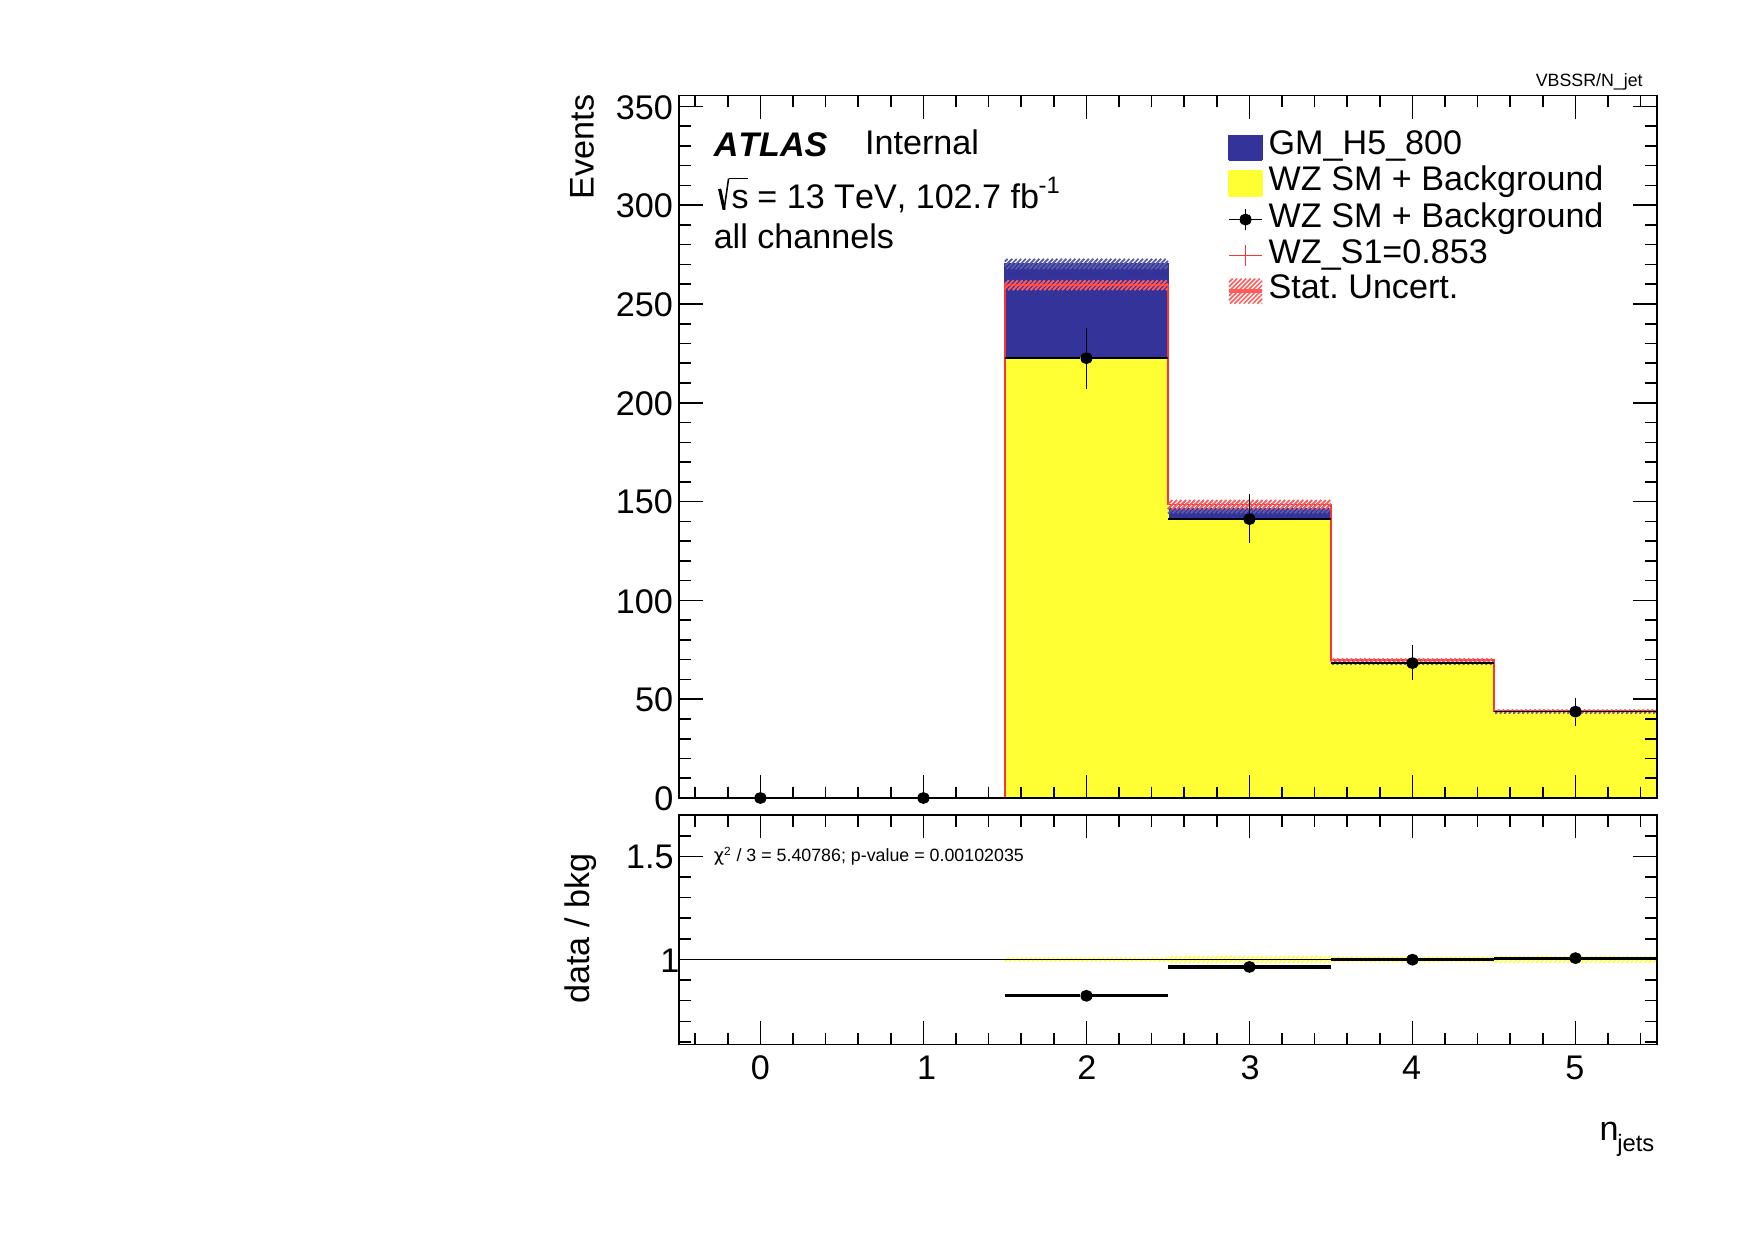 VBSSR/N_jet
Events
350
300
250
200
150
100
50
0
ATLAS Internal
√s = 13 TeV, 102.7 fb-1
all channels
GM_H5_800
WZ SM + Background
WZ SM + Background
WZ_S1=0.853
Stat. Uncert.
data / bkg
1.5
1
χ2 / 3 = 5.40786; p-value = 0.00102035
0 1 2 3 4 5
njets